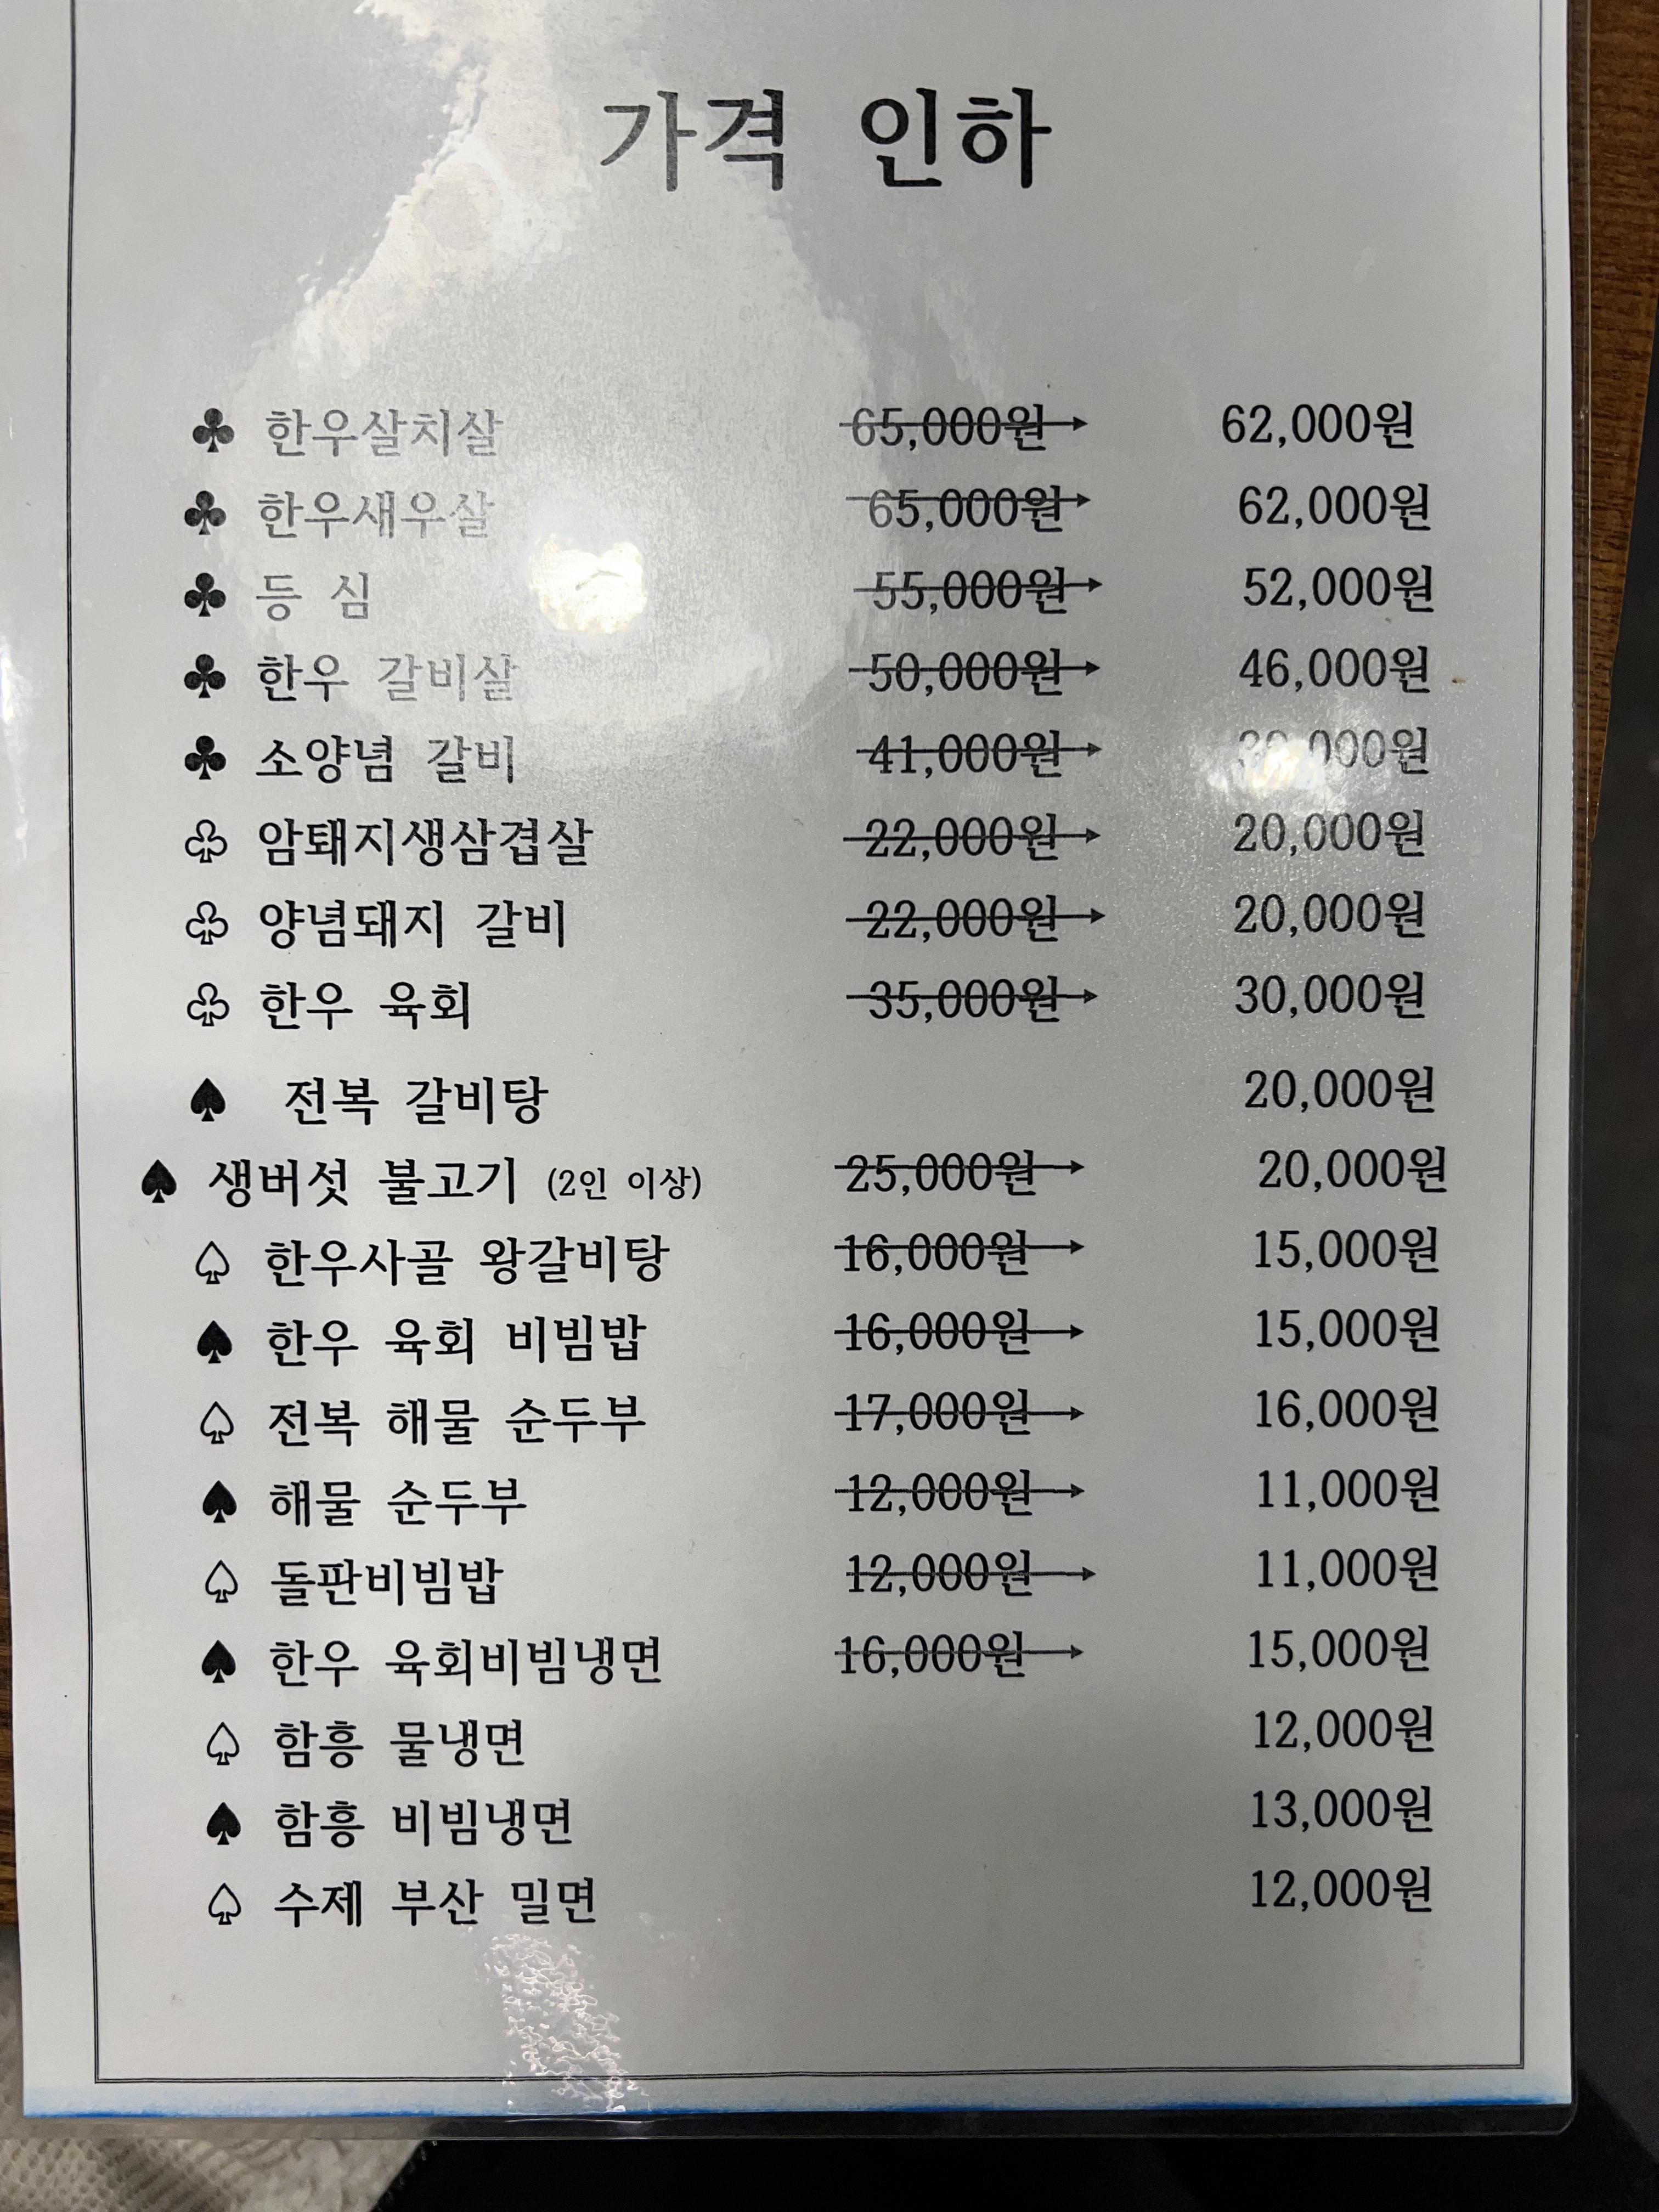 가격 인하
♣ 한우살치살 65,000원→ 62,000원
♣ 한우새우살 65,000원→ 62,000원
♣ 등 심 55,000원→ 52,000원
♣ 한우 갈비살 50,000원→ 46,000원
♣ 소양념 갈비 41,000원→
♧ 암퇘지생삼겹살 22,000원→ 20,000원
♧ 양념돼지 갈비 22,000원→ 20,000원
♧ 한우 육회 35,000원→ 30,000원
♠ 전복 갈비탕 20,000원
♠ 생버섯 불고기 (2인 이상) 25,000원→ 20,000원
♤ 한우사골 왕갈비탕 16,000원→ 15,000원
♠ 한우 육회 비빔밥 16,000원→ 15,000원
♤ 전복 해물 순두부 17,000원→ 16,000원
♠ 해물 순두부 12,000원→ 11,000원
♤ 돌판비빔밥 12,000원→ 11,000원
♠ 한우 육회비빔냉면 16,000원→ 15,000원
♤ 함흥 물냉면 12,000원
♠ 함흥 비빔냉면 13,000원
♤ 수제 부산 밀면 12,000원